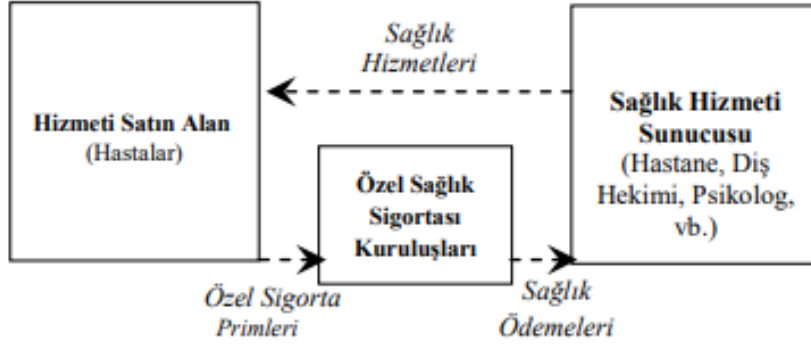 Sağlık
Hizmetleri
Hizmeti Satın Alan
(Hastalar)
Sağlık Hizmeti
Sunucusu
(Hastane, Diş
Hekimi, Psikolog,
vb.)
Özel Sağlık
Sigortası
Kuruluşları
Özel Sigorta
Primleri
Sağlık
Ödemeleri